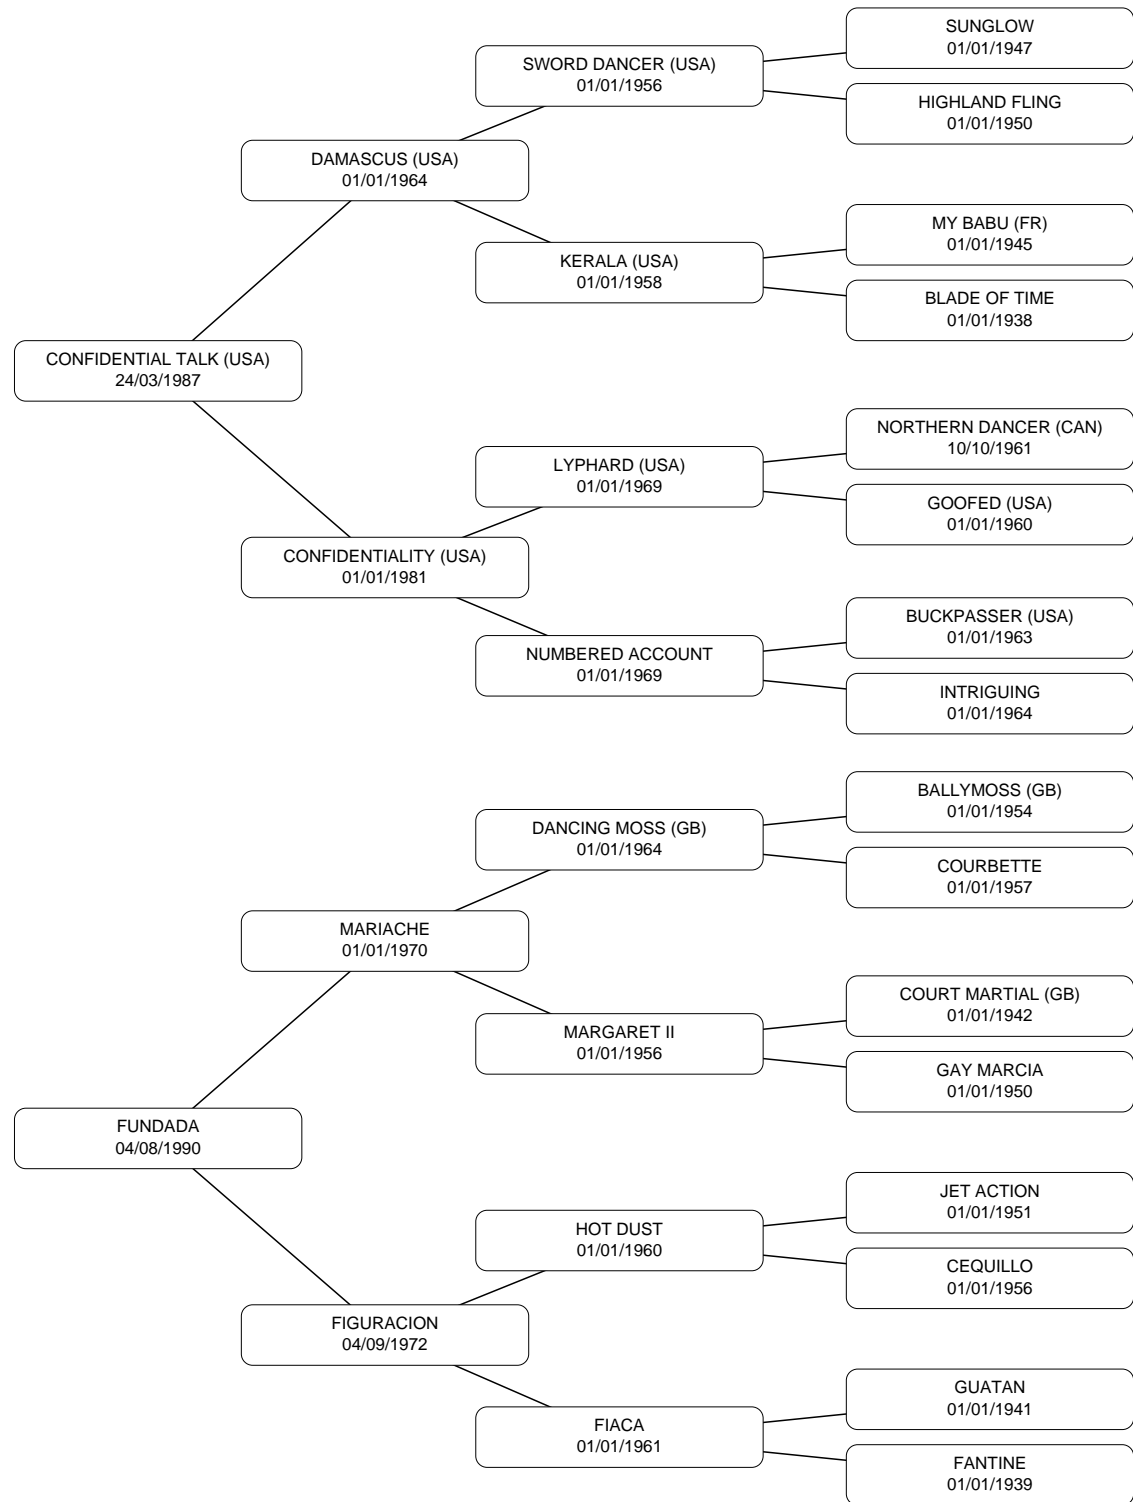 SUNGLOW
01/01/1947
SWORD DANCER (USA)
01/01/1956
HIGHLAND FLING
01/01/1950
DAMASCUS (USA)
01/01/1964
MY BABU (FR)
01/01/1945
KERALA (USA)
01/01/1958
BLADE OF TIME
01/01/1938
CONFIDENTIAL TALK (USA)
24/03/1987
NORTHERN DANCER (CAN)
10/10/1961
LYPHARD (USA)
01/01/1969
GOOFED (USA)
01/01/1960
CONFIDENTIALITY (USA)
01/01/1981
BUCKPASSER (USA)
01/01/1963
NUMBERED ACCOUNT
01/01/1969
INTRIGUING
01/01/1964
BALLYMOSS (GB)
01/01/1954
DANCING MOSS (GB)
01/01/1964
COURBETTE
01/01/1957
MARIACHE
01/01/1970
COURT MARTIAL (GB)
01/01/1942
MARGARET II
01/01/1956
GAY MARCIA
01/01/1950
FUNDADA
04/08/1990
JET ACTION
01/01/1951
HOT DUST
01/01/1960
CEQUILLO
01/01/1956
FIGURACION
04/09/1972
GUATAN
01/01/1941
FIACA
01/01/1961
FANTINE
01/01/1939